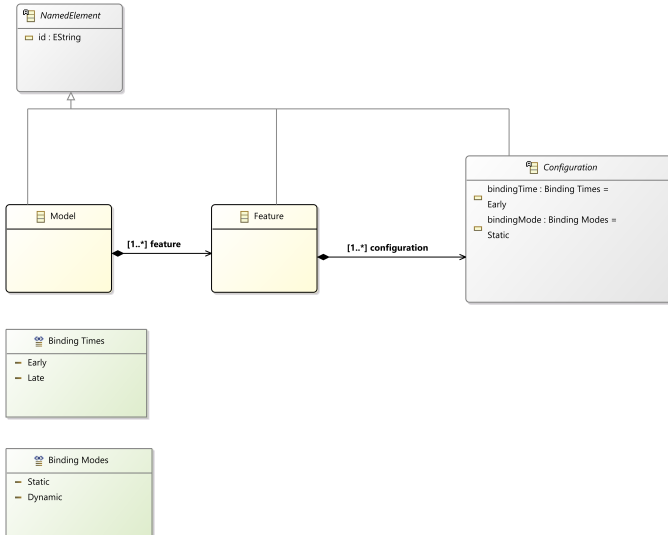 NamedElement
id : EString
Configuration
bindingTime : Binding Times =
Early
bindingMode : Binding Modes =
Static
Model
Feature
[1..*] feature
[1..*] configuration
Binding Times
Early
Late
Binding Modes
Static
Dynamic